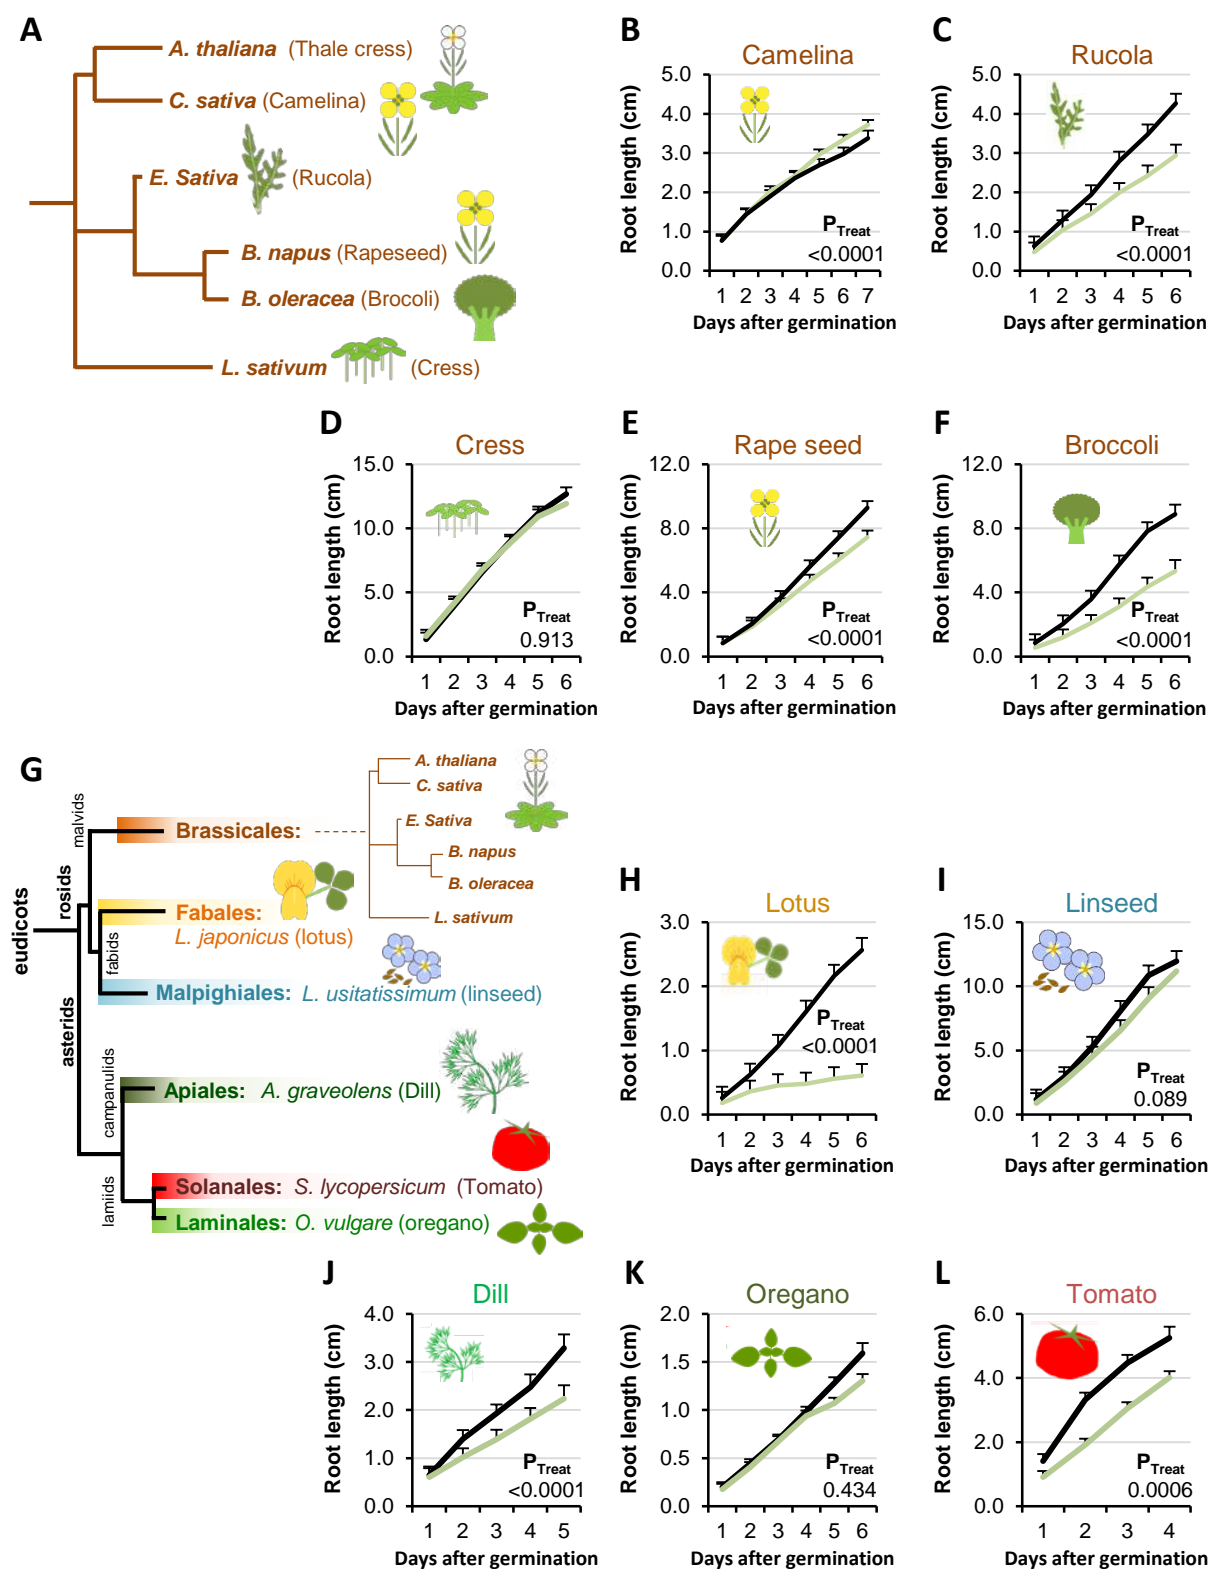 A
A. thaliana (Thale cress)
C. sativa (Camelina)
E. Sativa (Rucola)
B. napus (Rapeseed)
B. oleracea (Brocoli)
L. sativum (Cress)
B
Camelina
Root length (cm)
5.0
4.0
3.0
2.0
1.0
0.0
P Treat
<0.0001
1 2 3 4 5 6 7
Days after germination
C
Rucola
Root length (cm)
5.0
4.0
3.0
2.0
1.0
0.0
P Treat
<0.0001
1 2 3 4 5 6
Days after germination
D
Cress
Root length (cm)
15.0
10.0
5.0
0.0
P Treat
0.913
1 2 3 4 5 6
Days after germination
E
Rape seed
Root length (cm)
12.0
8.0
4.0
0.0
P Treat
<0.0001
1 2 3 4 5 6
Days after germination
F
Broccoli
Root length (cm)
12.0
8.0
4.0
0.0
P Treat
<0.0001
1 2 3 4 5 6
Days after germination
G
eudicots
rosids
asterids
malvids
fabids
campanulids
lamiids
Brassicales:
A. thaliana
C. sativa
E. Sativa
B. napus
B. oleracea
L. sativum
Fabales:
L. japonicus (lotus)
Malpighiales: L. usitatissimum (linseed)
Apiales: A. graveolens (Dill)
Solanales: S. lycopersicum (Tomato)
Laminales: O. vulgare (oregano)
H
Lotus
Root length (cm)
3.0
2.0
1.0
0.0
P Treat
<0.0001
1 2 3 4 5 6
Days after germination
I
Linseed
Root length (cm)
15.0
10.0
5.0
0.0
P Treat
0.089
1 2 3 4 5 6
Days after germination
J
Dill
Root length (cm)
4.0
3.0
2.0
1.0
0.0
P Treat
<0.0001
1 2 3 4 5
Days after germination
K
Oregano
Root length (cm)
2.0
1.5
1.0
0.5
0.0
P Treat
0.434
1 2 3 4 5 6
Days after germination
L
Tomato
Root length (cm)
6.0
4.0
2.0
0.0
P Treat
0.0006
1 2 3 4
Days after germination